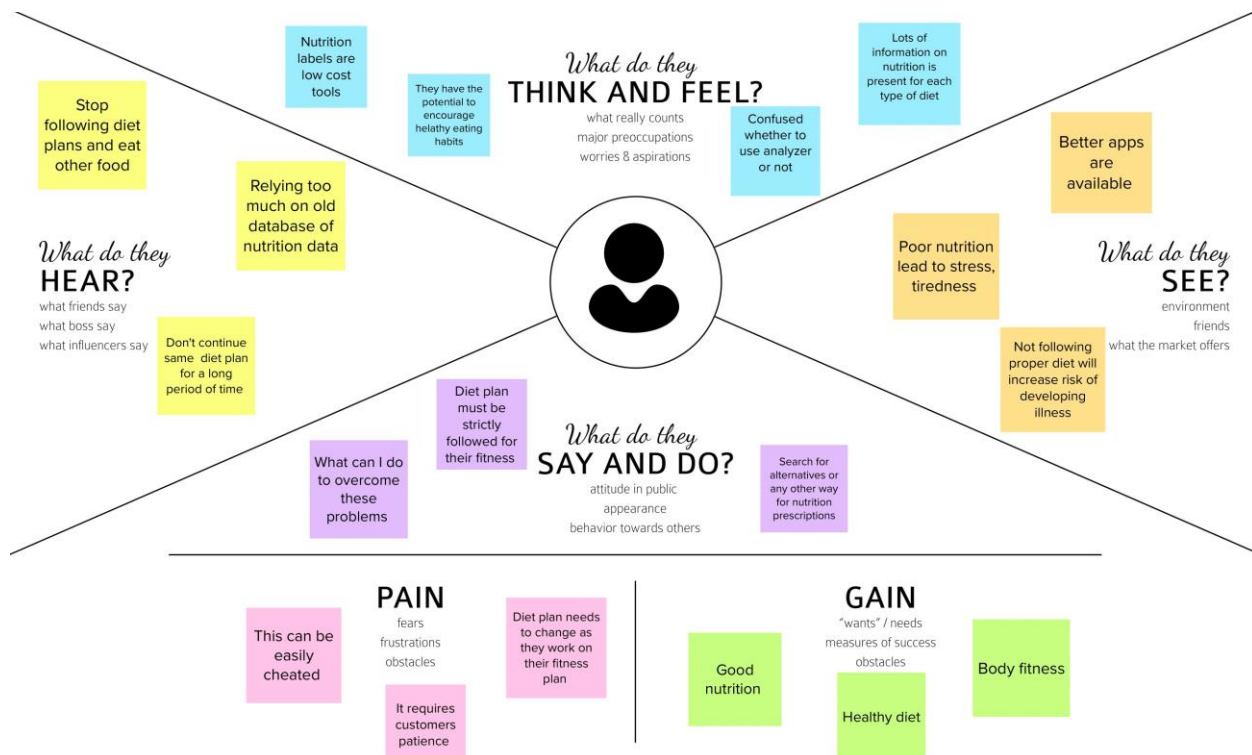 What do they
THINK AND FEEL?
what really counts
major preoccupations
worries & aspirations
Nutrition
labels are
low cost
tools
They have the
potential to
encourage
helathy eating
habits
Confused
whether to
use analyzer
or not
Lots of
information on
nutrition is
present for each
type of diet
What do they
HEAR?
what friends say
what boss say
what influencers say
Stop
following diet
plans and eat
other food
Relying too
much on old
database of
nutrition data
Don't continue
same diet plan
for a long
period of time
What do they
SEE?
environment
friends
what the market offers
Better apps
are
available
Poor nutrition
lead to stress,
tiredness
Not following
proper diet will
increase risk of
developing
illness
What do they
SAY AND DO?
attitude in public
appearance
behavior towards others
Diet plan
must be
strictly
followed for
their fitness
What can I do
to overcome
these
problems
Search for
alternatives or
any other way
for nutrition
prescriptions
PAIN
fears
frustrations
obstacles
This can be
easily
cheated
It requires
customers
patience
Diet plan needs
to change as
they work on
their fitness
plan
GAIN
"wants" / needs
measures of success
obstacles
Good
nutrition
Healthy diet
Body fitness